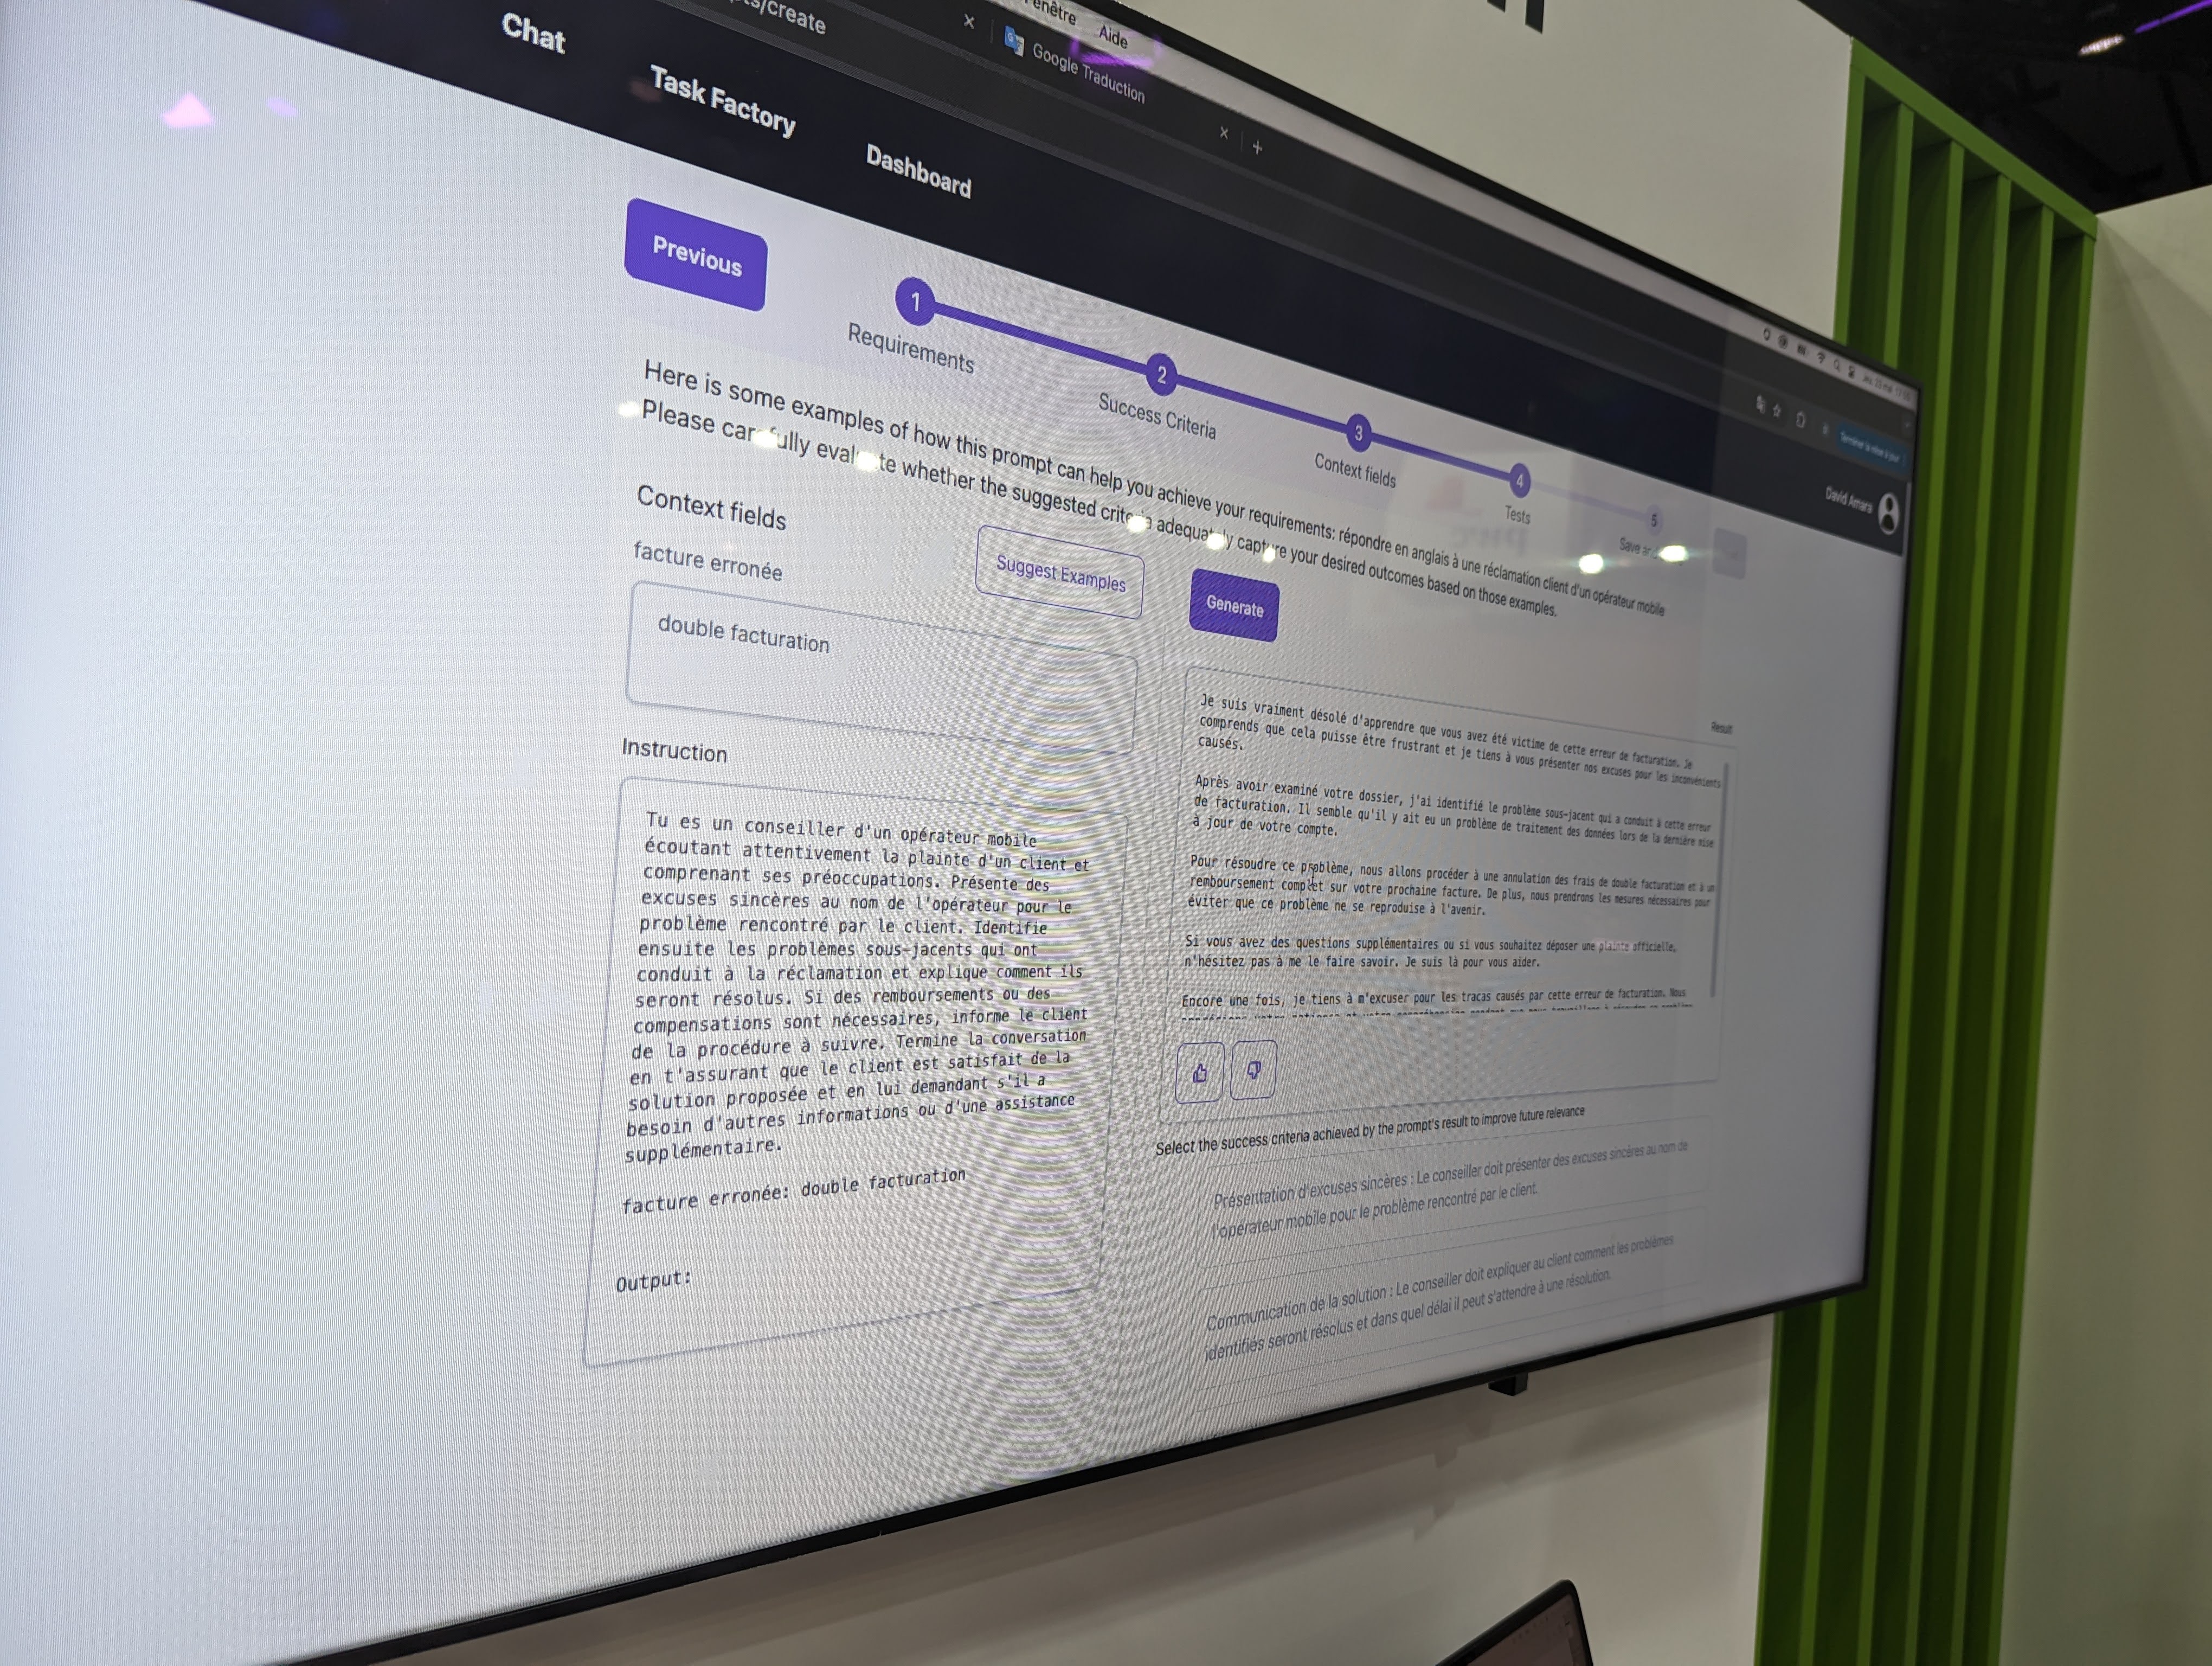 Fenêtre Aide
s/create
Google Traduction
Chat Task Factory Dashboard
David Amara
Previous
1 2 3 4 5
Requirements
Success Criteria
Context fields
Tests
Save
Here is some examples of how this prompt can help you achieve your requirements: répondre en anglais à une réclamation client d'un opérateur mobile
Please carefully evaluate whether the suggested criteria adequately capture your desired outcomes based on those examples.
Context fields
Suggest Examples
facture erronée
double facturation
Instruction
Tu es un conseiller d'un opérateur mobile
écoutant attentivement la plainte d'un client et
comprenant ses préoccupations. Présente des
excuses sincères au nom de l'opérateur pour le
problème rencontré par le client. Identifie
ensuite les problèmes sous-jacents qui ont
conduit à la réclamation et explique comment ils
seront résolus. Si des remboursements ou des
compensations sont nécessaires, informe le client
de la procédure à suivre. Termine la conversation
en t'assurant que le client est satisfait de la
solution proposée et en lui demandant s'il a
besoin d'autres informations ou d'une assistance
supplémentaire.
facture erronée: double facturation
Output:
Generate
Result
Je suis vraiment désolé d'apprendre que vous avez été victime de cette erreur de facturation. Je
comprends que cela puisse être frustrant et je tiens à vous présenter nos excuses pour les inconvénients
causés.
Après avoir examiné votre dossier, j'ai identifié le problème sous-jacent qui a conduit à cette erreur
de facturation. Il semble qu'il y ait eu un problème de traitement des données lors de la dernière mise
à jour de votre compte.
Pour résoudre ce problème, nous allons procéder à une annulation des frais de double facturation et à un
remboursement complet sur votre prochaine facture. De plus, nous prendrons les mesures nécessaires pour
éviter que ce problème ne se reproduise à l'avenir.
Si vous avez des questions supplémentaires ou si vous souhaitez déposer une plainte officielle,
n'hésitez pas à me le faire savoir. Je suis là pour vous aider.
Encore une fois, je tiens à m'excuser pour les tracas causés par cette erreur de facturation. Nous
Select the success criteria achieved by the prompt's result to improve future relevance
Présentation d'excuses sincères : Le conseiller doit présenter des excuses sincères au nom de
l'opérateur mobile pour le problème rencontré par le client.
Communication de la solution : Le conseiller doit expliquer au client comment les problèmes
identifiés seront résolus et dans quel délai il peut s'attendre à une résolution.